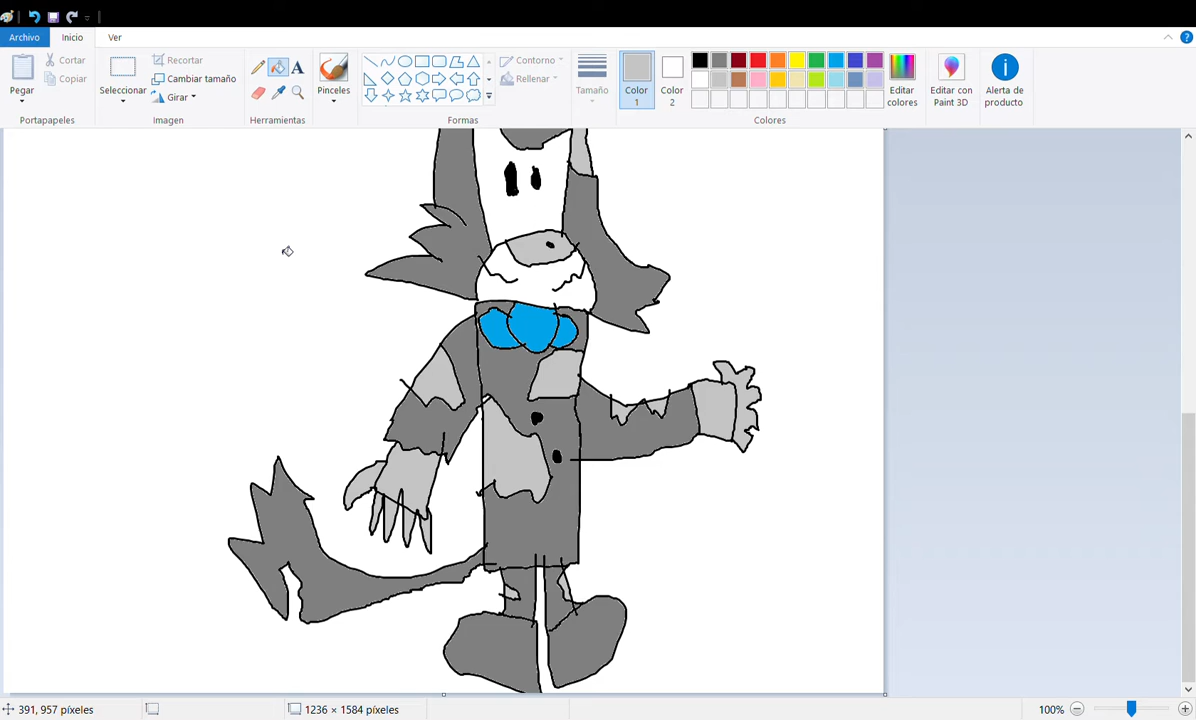 Archivo Inicio Ver
Pegar
Cortar
Copiar
Portapapeles
Seleccionar
Recortar
Cambiar tamaño
Girar
Imagen
A
Herramientas
Pinceles
Contorno
Rellenar
Formas
Tamaño
Color 1
Color 2
Editar colores
Colores
Editar con Paint 3D
Alerta de producto
391, 957 píxeles
1236 × 1584 píxeles
100%